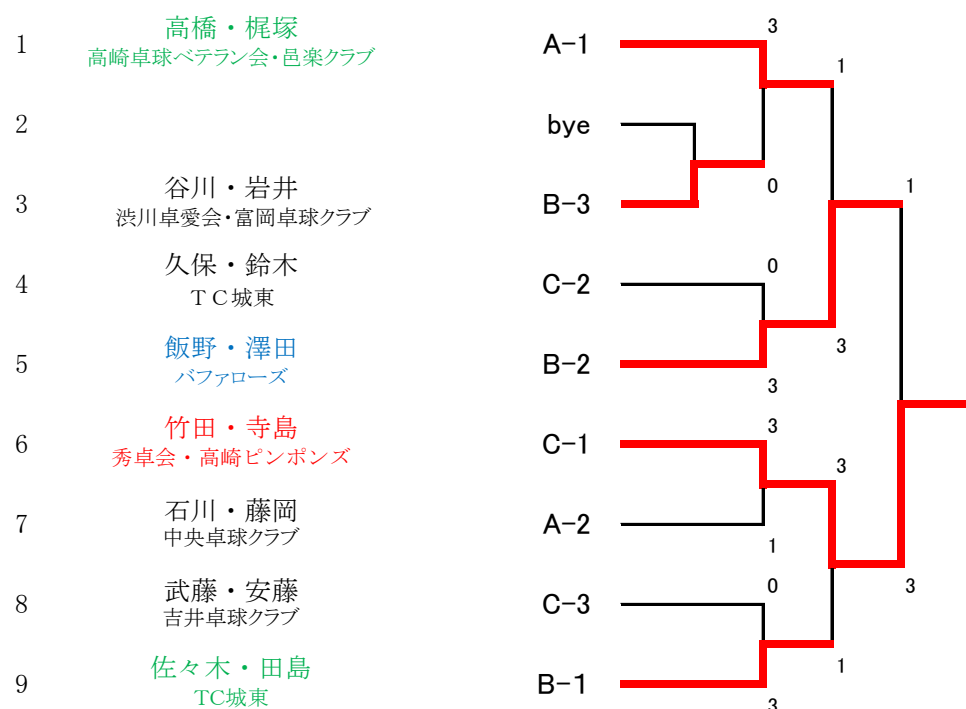 高橋・梶塚
1 A-1 3
高崎卓球ベテラン会・邑楽クラブ
1
2 bye
谷川・岩井 0 1
3 B-3
渋川卓愛会・富岡卓球クラブ
久保・鈴木 0
4 C-2
ＴＣ城東
飯野・澤田 3
5 B-2
バファローズ 3
竹田・寺島 3
6 C-1
秀卓会・高崎ピンポンズ 3
石川・藤岡
7 A-2
中央卓球クラブ 1
武藤・安藤 0 3
8 C-3
吉井卓球クラブ
佐々木・田島 1
9 B-1
TC城東 3